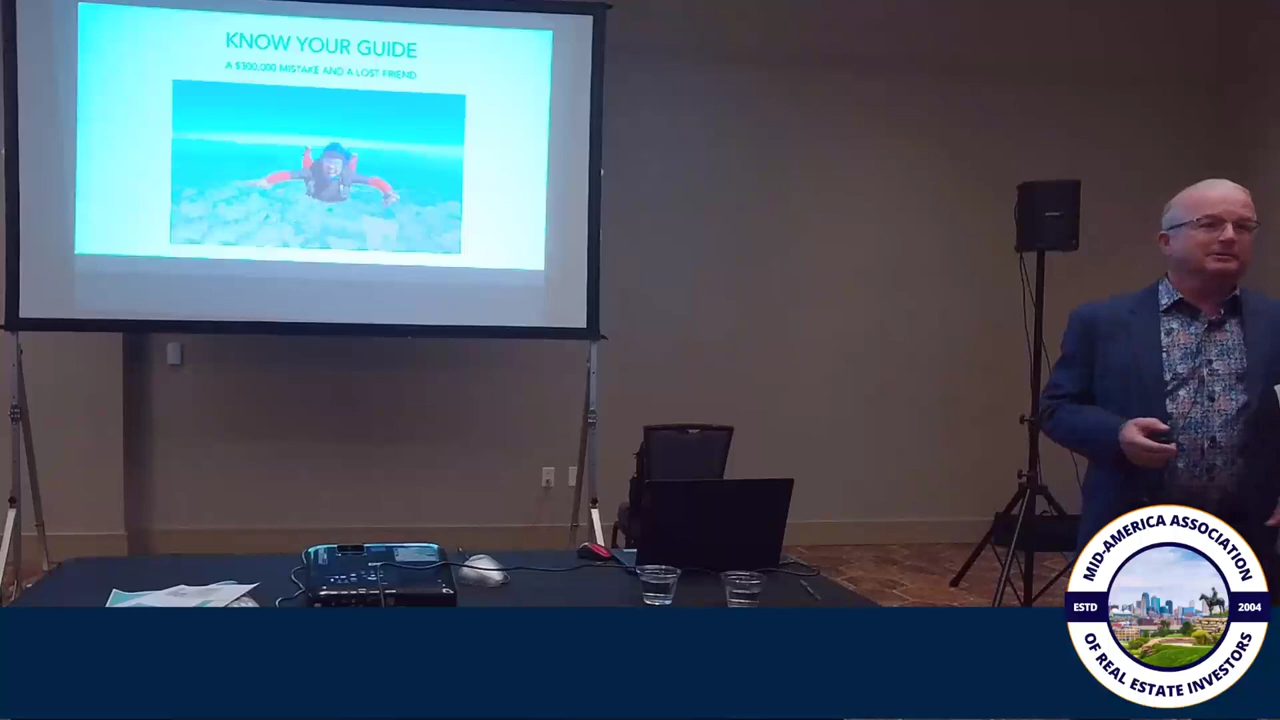 KNOW YOUR GUIDE
A $300,000 MISTAKE AND A LOST FRIEND
MID-AMERICA ASSOCIATION
ESTD 2004
OF REAL ESTATE INVESTORS